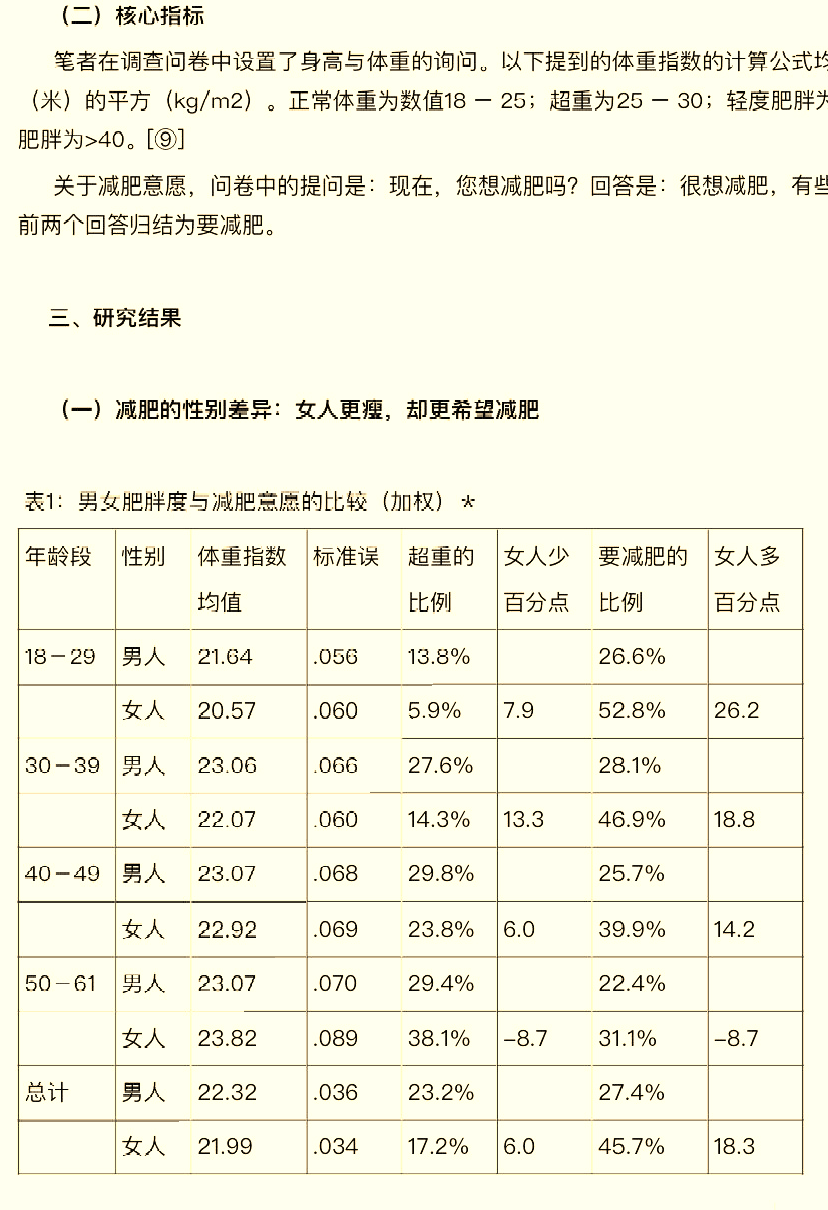 （二）核心指标
笔者在调查问卷中设置了身高与体重的询问。以下提到的体重指数的计算公式均
（米）的平方（kg/m2）。正常体重为数值18 － 25；超重为25 － 30；轻度肥胖为
肥胖为>40。[⑨]
关于减肥意愿，问卷中的提问是：现在，您想减肥吗？回答是：很想减肥，有些
前两个回答归结为要减肥。
三、研究结果
（一）减肥的性别差异：女人更瘦，却更希望减肥
表1：男女肥胖度与减肥意愿的比较（加权）＊
年龄段 性别 体重指数 标准误 超重的 女人少 要减肥的 女人多
均值 比例 百分点 比例 百分点
18－29 男人 21.64 .056 13.8% 26.6%
女人 20.57 .060 5.9% 7.9 52.8% 26.2
30－39 男人 23.06 .066 27.6% 28.1%
女人 22.07 .060 14.3% 13.3 46.9% 18.8
40－49 男人 23.07 .068 29.8% 25.7%
女人 22.92 .069 23.8% 6.0 39.9% 14.2
50－61 男人 23.07 .070 29.4% 22.4%
女人 23.82 .089 38.1% –8.7 31.1% –8.7
总计 男人 22.32 .036 23.2% 27.4%
女人 21.99 .034 17.2% 6.0 45.7% 18.3